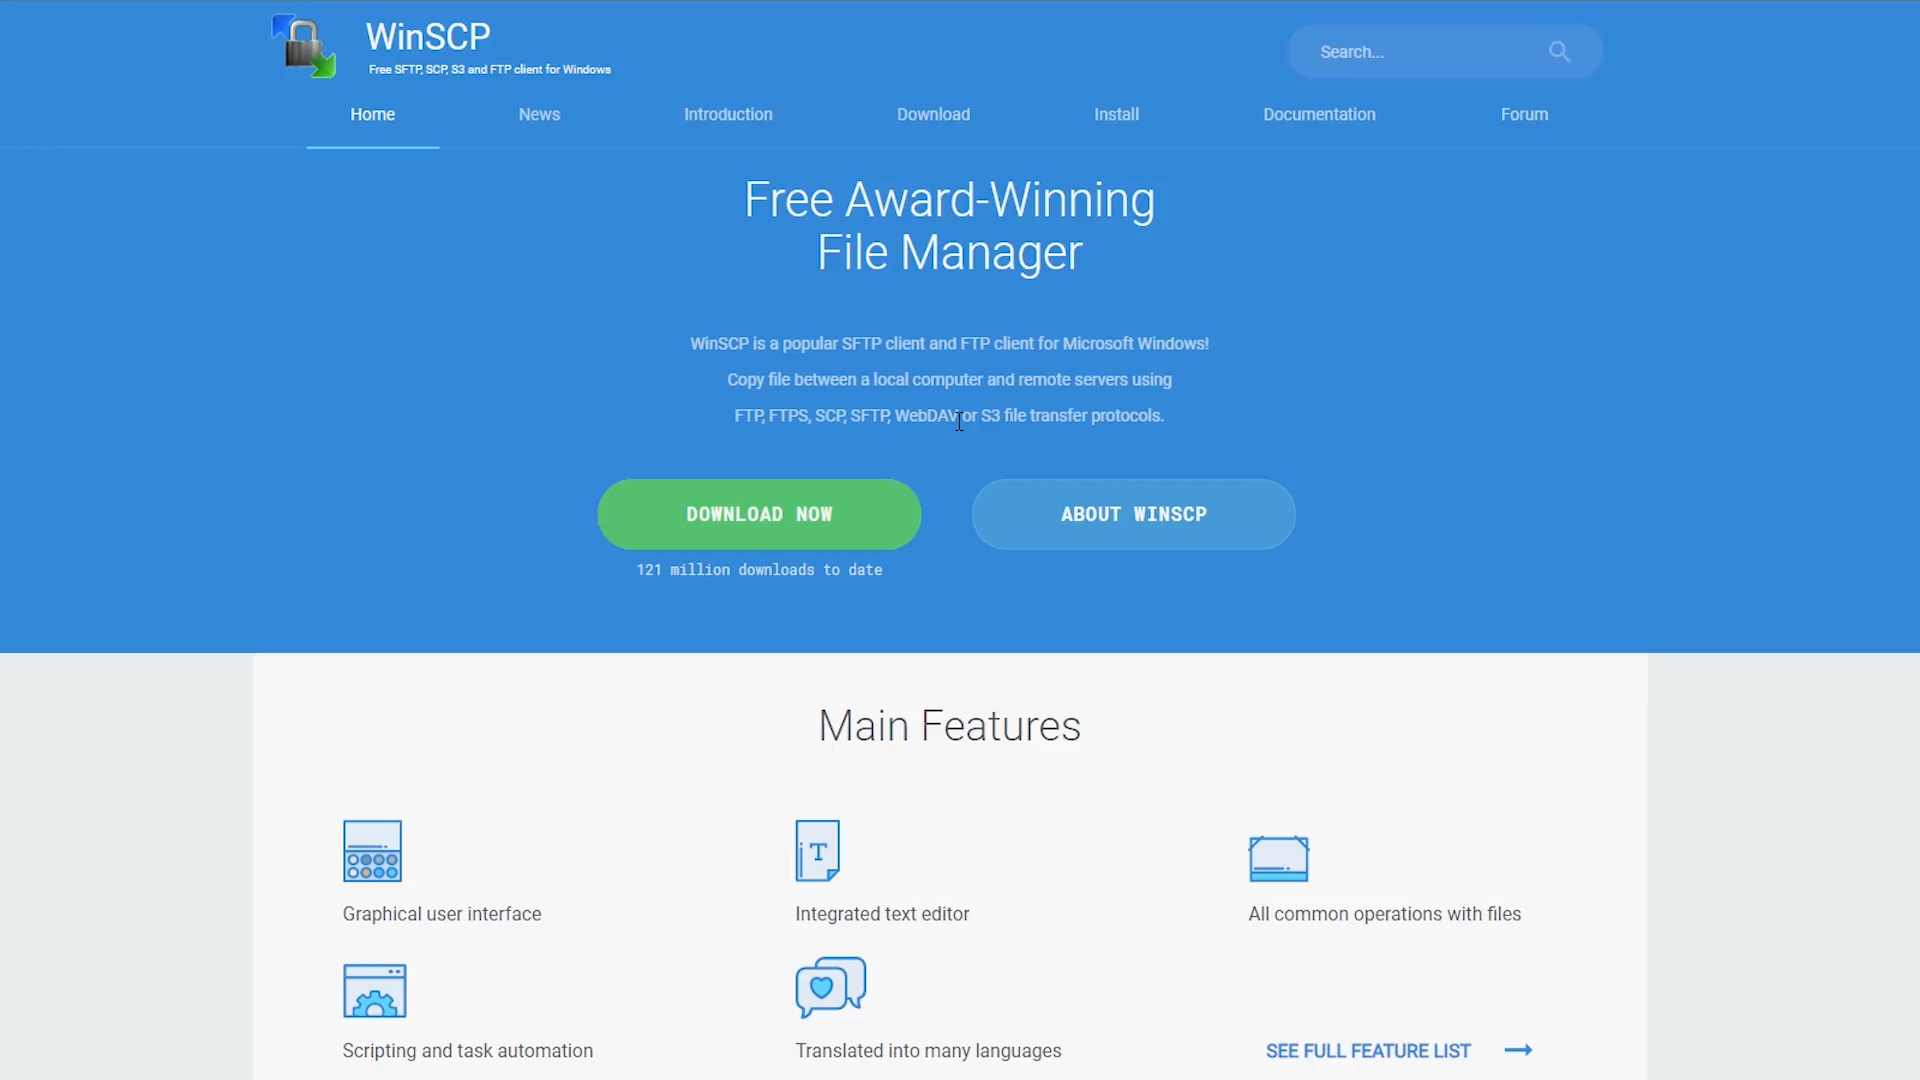 WinSCP
Free SFTP, SCP, S3 and FTP client for Windows
Search...
Home
News
Introduction
Download
Install
Documentation
Forum
Free Award-Winning
File Manager
WinSCP is a popular SFTP client and FTP client for Microsoft Windows!
Copy file between a local computer and remote servers using
FTP, FTPS, SCP, SFTP, WebDAV or S3 file transfer protocols.
DOWNLOAD NOW
ABOUT WINSCP
121 million downloads to date
Main Features
T
Graphical user interface
Integrated text editor
All common operations with files
Scripting and task automation
Translated into many languages
SEE FULL FEATURE LIST